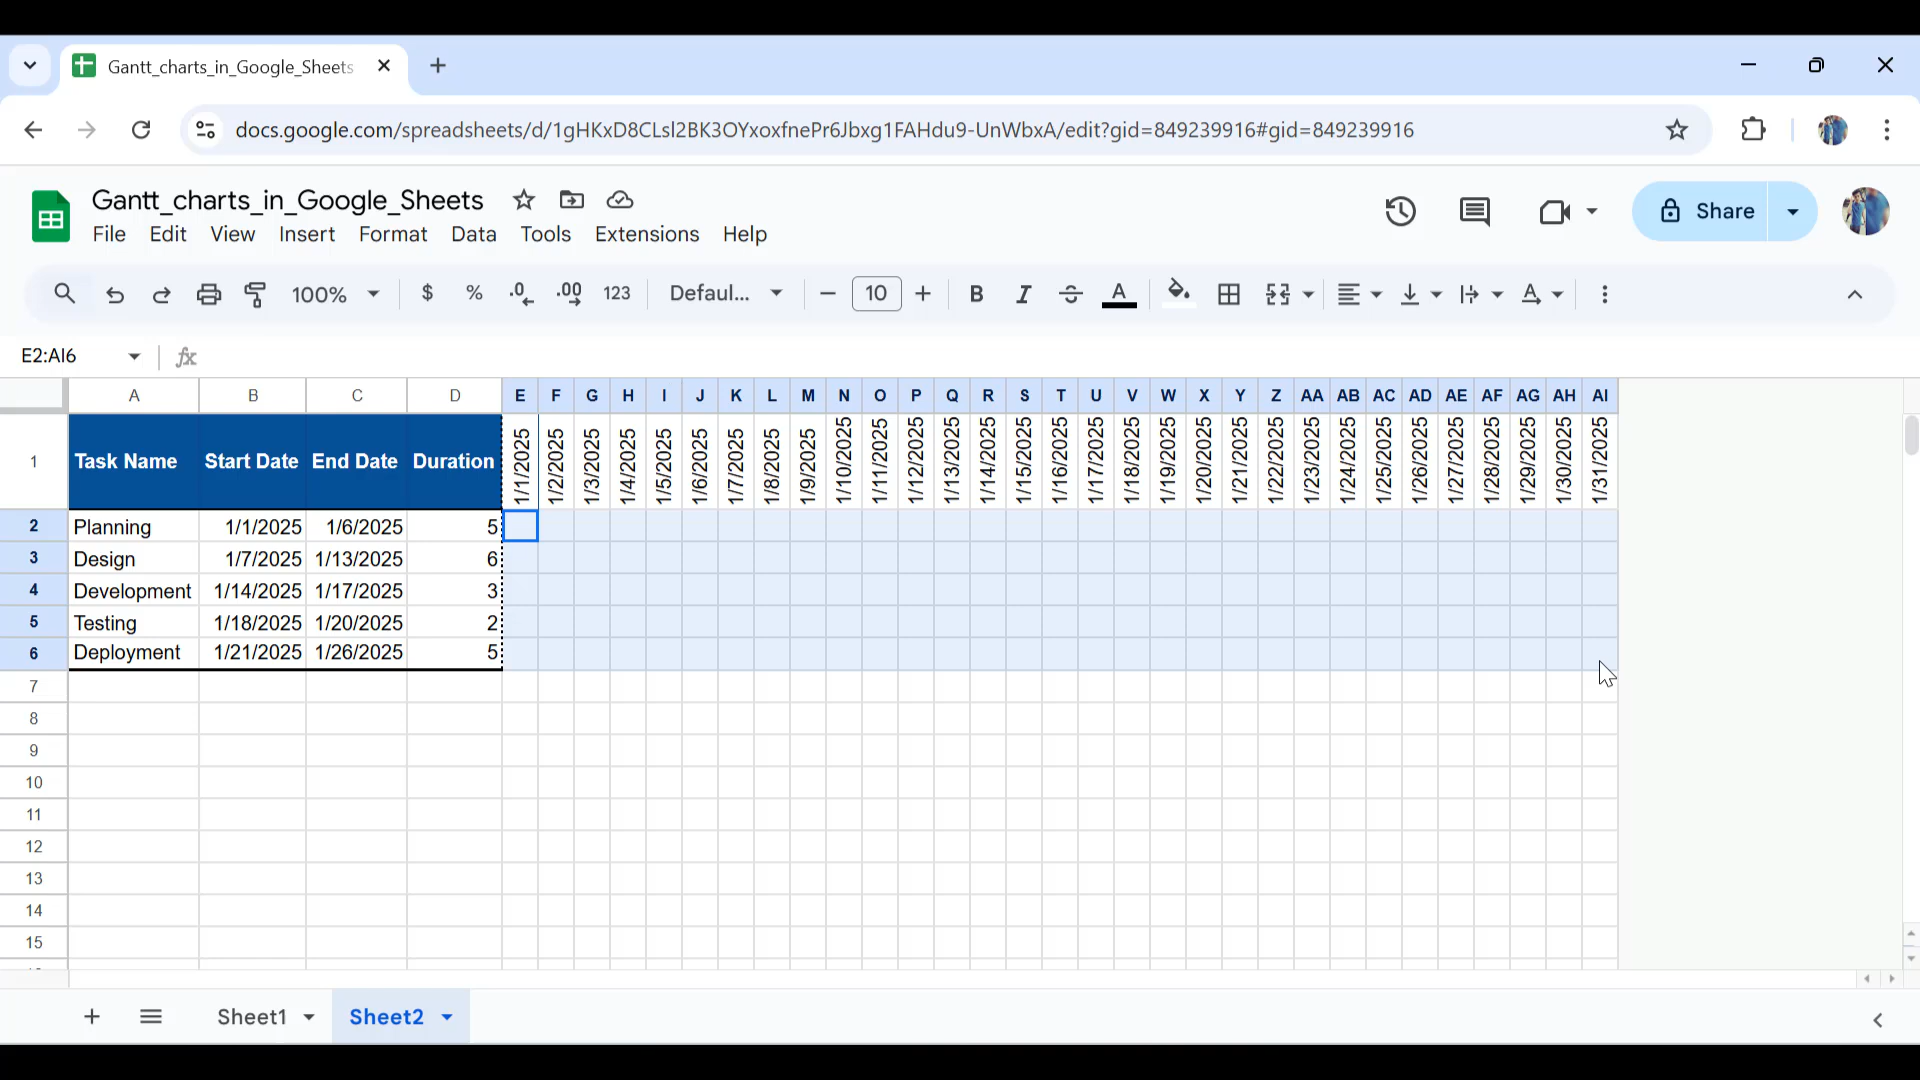 Gantt_charts_in_Google_Sheets
docs.google.com/spreadsheets/d/1gHKxD8CLsl2BK3OYxoxfnePr6Jbxg1FAHdu9-UnWbxA/edit?gid=849239916#gid=849239916
Gantt_charts_in_Google_Sheets
File Edit View Insert Format Data Tools Extensions Help
Share
100% $ % .0 .00 123 Defaul... 10 B I A
E2:AI6 fx
A B C D E F G H I J K L M N O P Q R S T U V W X Y Z AA AB AC AD AE AF AG AH AI
1 Task Name Start Date End Date Duration 1/1/2025 1/2/2025 1/3/2025 1/4/2025 1/5/2025 1/6/2025 1/7/2025 1/8/2025 1/9/2025 1/10/2025 1/11/2025 1/12/2025 1/13/2025 1/14/2025 1/15/2025 1/16/2025 1/17/2025 1/18/2025 1/19/2025 1/20/2025 1/21/2025 1/22/2025 1/23/2025 1/24/2025 1/25/2025 1/26/2025 1/27/2025 1/28/2025 1/29/2025 1/30/2025 1/31/2025
2 Planning 1/1/2025 1/6/2025 5
3 Design 1/7/2025 1/13/2025 6
4 Development 1/14/2025 1/17/2025 3
5 Testing 1/18/2025 1/20/2025 2
6 Deployment 1/21/2025 1/26/2025 5
7
8
9
10
11
12
13
14
15
Sheet1 Sheet2